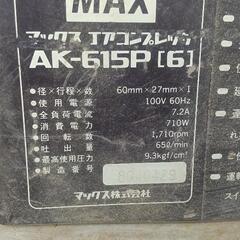 MAX
マックス エアコンプレッサ
AK-615P [6]
●径×行程×数 60mm×27mm×1
●使用電源 100V 60Hz
●全負荷電流 7.2A
●消費電力 710W
●回転数 1,710rpm
●吐出量 65ℓ/min
●最高使用圧力 9.3kgf/cm²
●製造番号
マックス株式会社